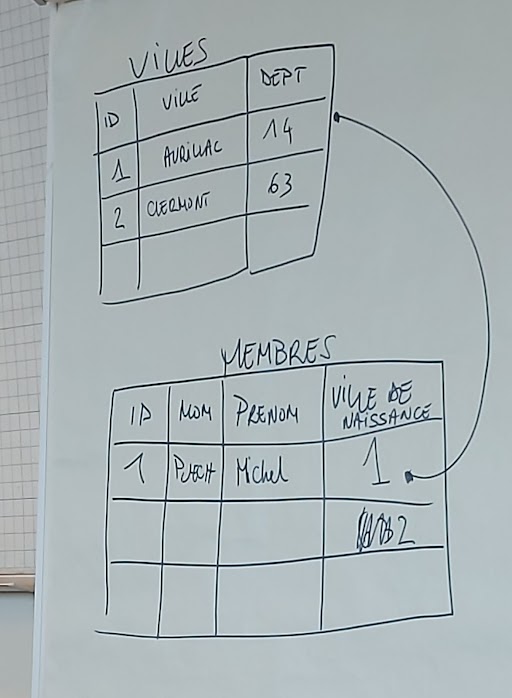 VILLES
ID VILLE DEPT
1 AURILLAC 14
2 CLERMONT 63
MEMBRES
ID NOM PRENOM VILLE DE
NAISSANCE
1 PUECH Michel 1
2